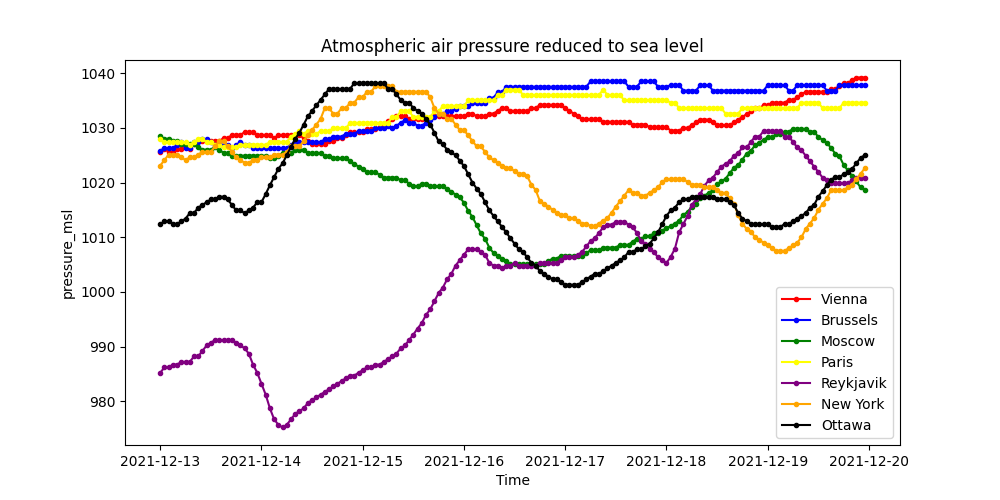 Atmospheric air pressure reduced to sea level
pressure_msl
1040
1030
1020
1010
1000
990
980
Vienna
Brussels
Moscow
Paris
Reykjavik
New York
Ottawa
2021-12-13 2021-12-14 2021-12-15 2021-12-16 2021-12-17 2021-12-18 2021-12-19 2021-12-20
Time